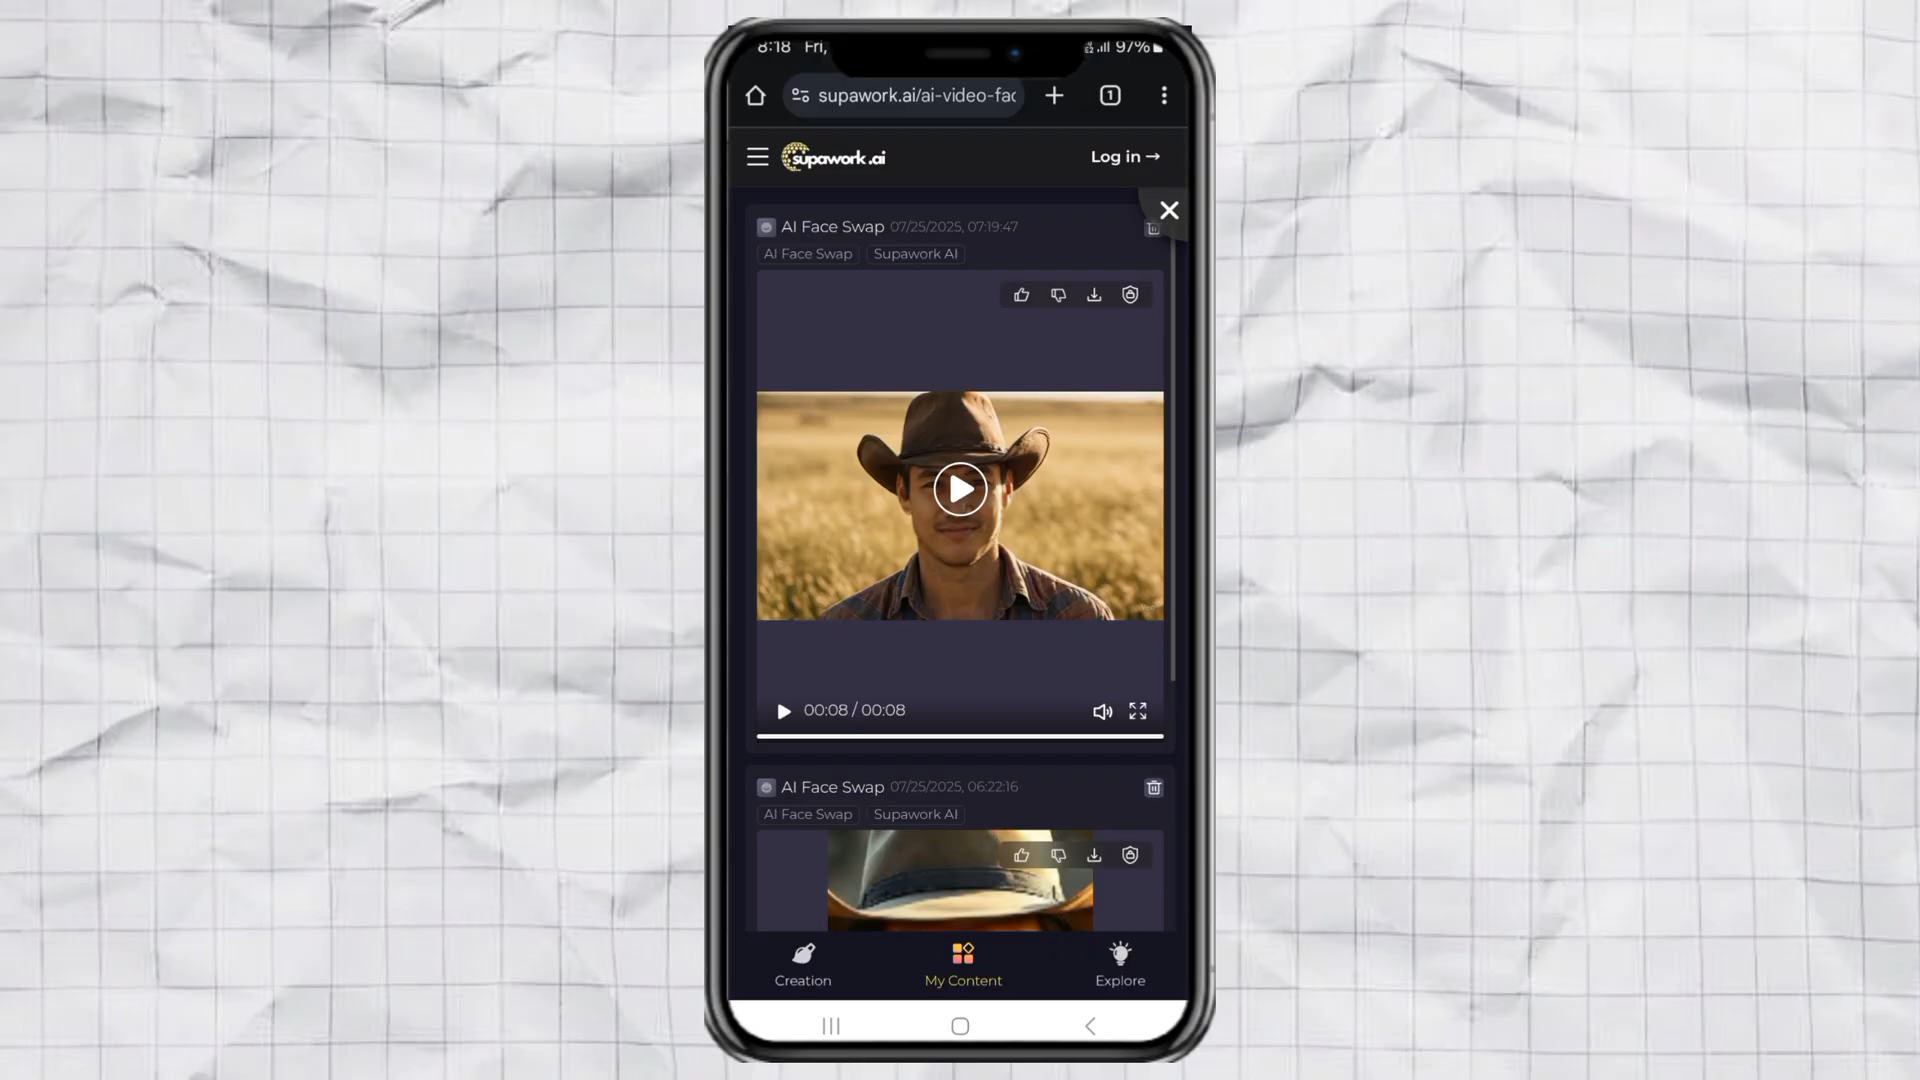 8:18 Fri, 97%
supawork.ai/ai-video-fac
1
supawork.ai
Log in →
AI Face Swap 07/25/2025, 07:19:47
AI Face Swap Supawork AI
00:08 / 00:08
AI Face Swap 07/25/2025, 06:22:16
AI Face Swap Supawork AI
Creation My Content Explore